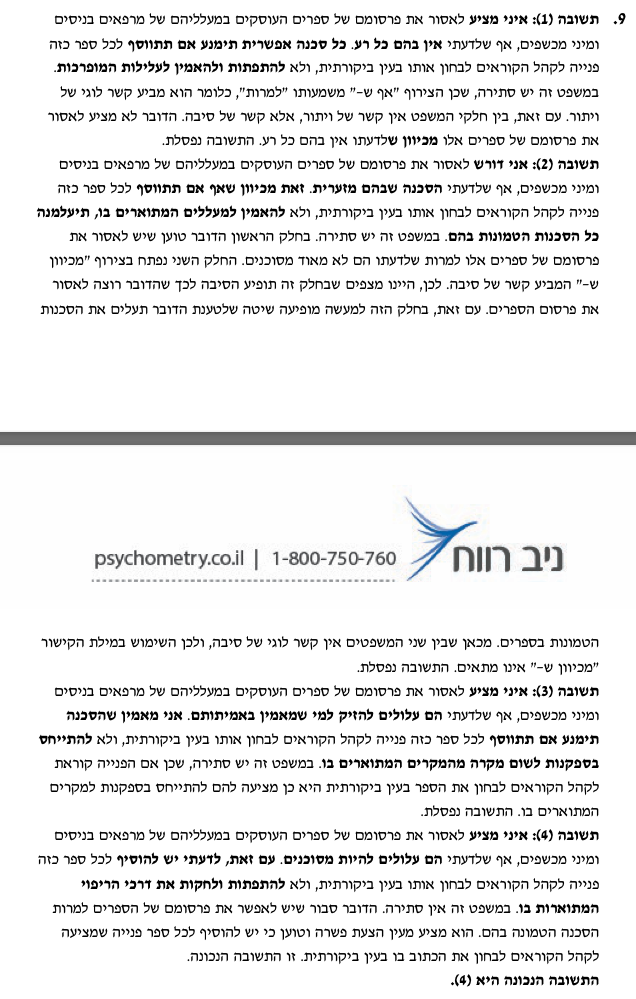 9. תשובה (1): איני מציע לאסור את פרסומם של ספרים העוסקים במעלליהם של מרפאים בניסים
ומיני מכשפים, אף שלדעתי אין בהם כל רע. כל סכנה אפשרית תימנע אם תתווסף לכל ספר כזה
פנייה לקהל הקוראים לבחון אותו בעין ביקורתית, ולא להתפתות ולהאמין לעלילות המופרכות.
במשפט זה יש סתירה, שכן הצירוף "אף ש-" משמעותו "למרות", כלומר הוא מביע קשר לוגי של
ויתור. עם זאת, בין חלקי המשפט אין קשר של ויתור, אלא קשר של סיבה. הדובר לא מציע לאסור
את פרסומם של ספרים אלו מכיוון שלדעתו אין בהם כל רע. התשובה נפסלת.
תשובה (2): אני דורש לאסור את פרסומם של ספרים העוסקים במעלליהם של מרפאים בניסים
ומיני מכשפים, אף שלדעתי הסכנה שבהם מזערית. זאת מכיוון שאף אם תתווסף לכל ספר כזה
פנייה לקהל הקוראים לבחון אותו בעין ביקורתית, ולא להאמין למעללים המתוארים בו, תיעלמנה
כל הסכנות הטמונות בהם. במשפט זה יש סתירה. בחלק הראשון הדובר טוען שיש לאסור את
פרסומם של ספרים אלו למרות שלדעתו הם לא מאוד מסוכנים. החלק השני נפתח בצירוף "מכיוון
ש-" המביע קשר של סיבה. לכן, היינו מצפים שבחלק זה תופיע הסיבה לכך שהדובר רוצה לאסור
את פרסום הספרים. עם זאת, בחלק הזה למעשה מופיעה שיטה שלטענת הדובר תעלים את הסכנות
ניב רווח
psychometry.co.il | 1-800-750-760
הטמונות בספרים. מכאן שבין שני המשפטים אין קשר לוגי של סיבה, ולכן השימוש במילת הקישור
"מכיוון ש-" אינו מתאים. התשובה נפסלת.
תשובה (3): איני מציע לאסור את פרסומם של ספרים העוסקים במעלליהם של מרפאים בניסים
ומיני מכשפים, אף שלדעתי הם עלולים להזיק למי שמאמין באמיתותם. אני מאמין שהסכנה
תימנע אם תתווסף לכל ספר כזה פנייה לקהל הקוראים לבחון אותו בעין ביקורתית, ולא להתייחס
בספקנות לשום מקרה מהמקרים המתוארים בו. במשפט זה יש סתירה, שכן אם הפנייה קוראת
לקהל הקוראים לבחון את הספר בעין ביקורתית היא כן מציעה להם להתייחס בספקנות למקרים
המתוארים בו. התשובה נפסלת.
תשובה (4): איני מציע לאסור את פרסומם של ספרים העוסקים במעלליהם של מרפאים בניסים
ומיני מכשפים, אף שלדעתי הם עלולים להיות מסוכנים. עם זאת, לדעתי יש להוסיף לכל ספר כזה
פנייה לקהל הקוראים לבחון אותו בעין ביקורתית, ולא להתפתות ולחקות את דרכי הריפוי
המתוארות בו. במשפט זה אין סתירה. הדובר סבור שיש לאפשר את פרסומם של הספרים למרות
הסכנה הטמונה בהם. הוא מציע מעין הצעת פשרה וטוען כי יש להוסיף לכל ספר פנייה שמציעה
לקהל הקוראים לבחון את הכתוב בו בעין ביקורתית. זו התשובה הנכונה.
התשובה הנכונה היא (4).